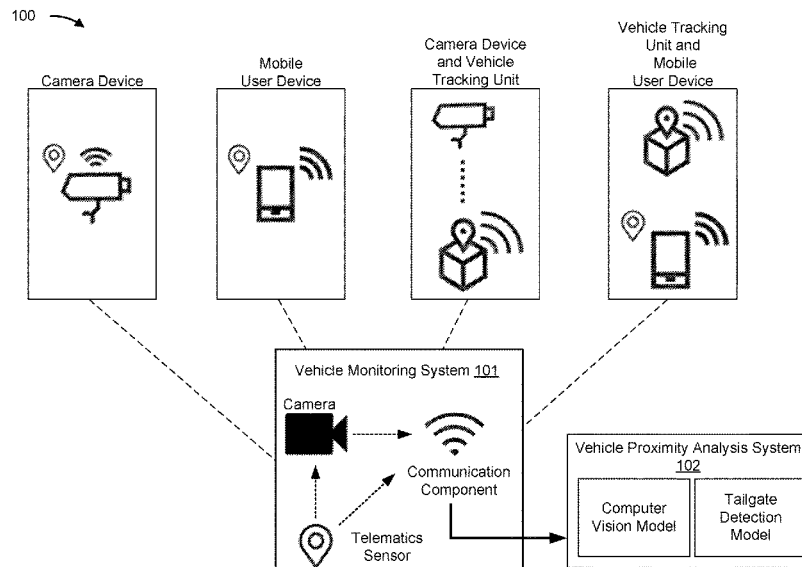 100
Camera Device
Mobile
User Device
Camera Device
and Vehicle
Tracking Unit
Vehicle Tracking
Unit and
Mobile
User Device
Vehicle Monitoring System 101
Camera
Communication
Component
Telematics
Sensor
Vehicle Proximity Analysis System
102
Computer
Vision Model
Tailgate
Detection
Model